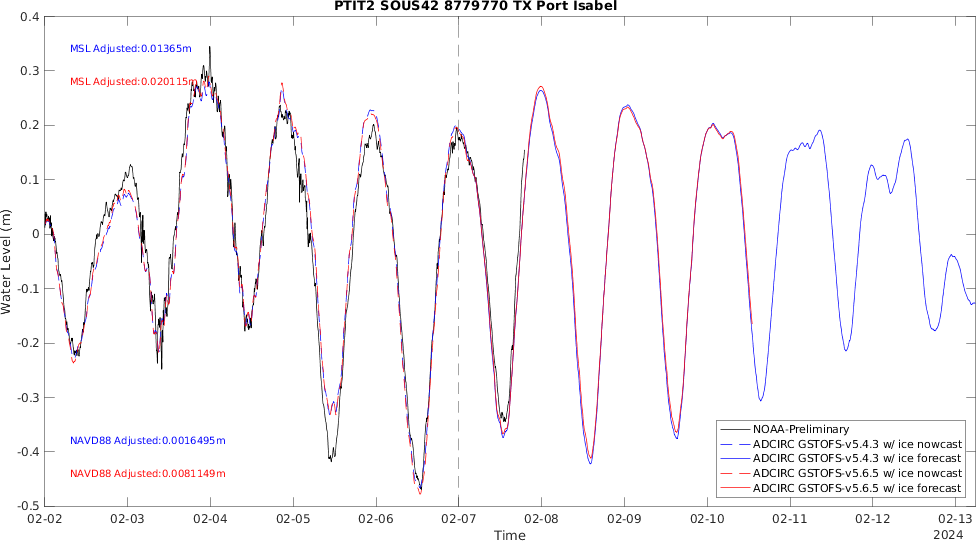 PTIT2 SOUS42 8779770 TX Port Isabel
0.4
MSL Adjusted:0.01365m
0.3
MSL Adjusted:0.020115m
0.2
0.1
0
-0.1
-0.2
-0.3
-0.4
-0.5
Water Level (m)
NAVD88 Adjusted:0.0016495m
NAVD88 Adjusted:0.0081149m
NOAA-Preliminary
ADCIRC GSTOFS-v5.4.3 w/ ice nowcast
ADCIRC GSTOFS-v5.4.3 w/ ice forecast
ADCIRC GSTOFS-v5.6.5 w/ ice nowcast
ADCIRC GSTOFS-v5.6.5 w/ ice forecast
02-02 02-03 02-04 02-05 02-06 02-07 02-08 02-09 02-10 02-11 02-12 02-13
Time
2024